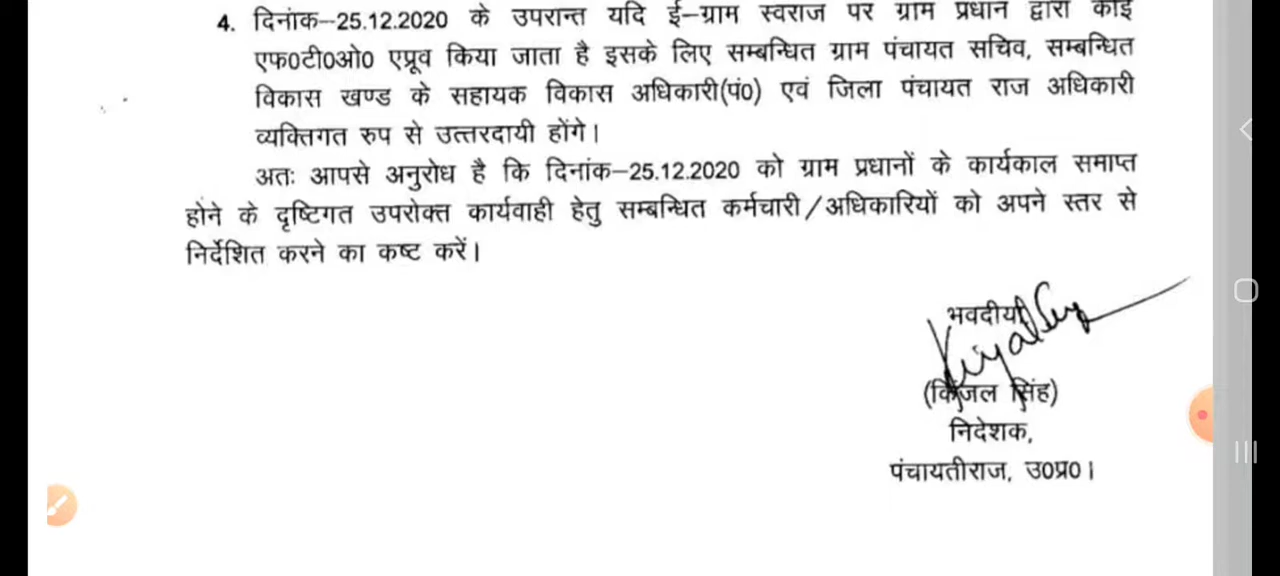 4. दिनांक–25.12.2020 के उपरान्त यदि ई–ग्राम स्वराज पर ग्राम प्रधान द्वारा कोई
एफ0टी0ओ0 एप्रूव किया जाता है इसके लिए सम्बन्धित ग्राम पंचायत सचिव, सम्बन्धित
विकास खण्ड के सहायक विकास अधिकारी(पं0) एवं जिला पंचायत राज अधिकारी
व्यक्तिगत रुप से उत्तरदायी होंगे।
अतः आपसे अनुरोध है कि दिनांक–25.12.2020 को ग्राम प्रधानों के कार्यकाल समाप्त
होने के दृष्टिगत उपरोक्त कार्यवाही हेतु सम्बन्धित कर्मचारी/अधिकारियों को अपने स्तर से
निर्देशित करने का कष्ट करें।
भवदीया
(किंजल सिंह)
निदेशक,
पंचायतीराज, उ0प्र0।